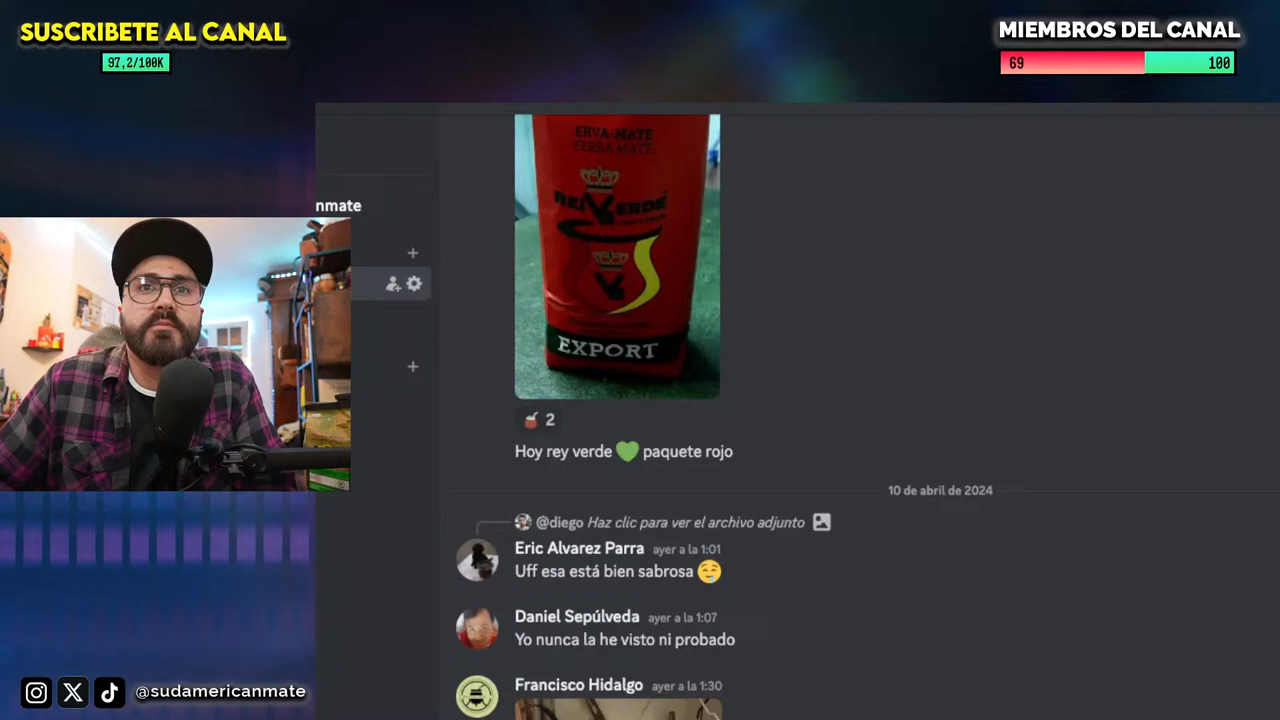 SUSCRIBETE AL CANAL
97,2/100K
MIEMBROS DEL CANAL
69 100
nmate
ERVA-MATE
YERBA MATE
REI VERDE
EXPORT
2
Hoy rey verde 💚 paquete rojo
10 de abril de 2024
@diego Haz clic para ver el archivo adjunto
Eric Alvarez Parra ayer a la 1:01
Uff esa está bien sabrosa 🤤
Daniel Sepúlveda ayer a la 1:07
Yo nunca la he visto ni probado
Francisco Hidalgo ayer a la 1:30
@sudamericanmate